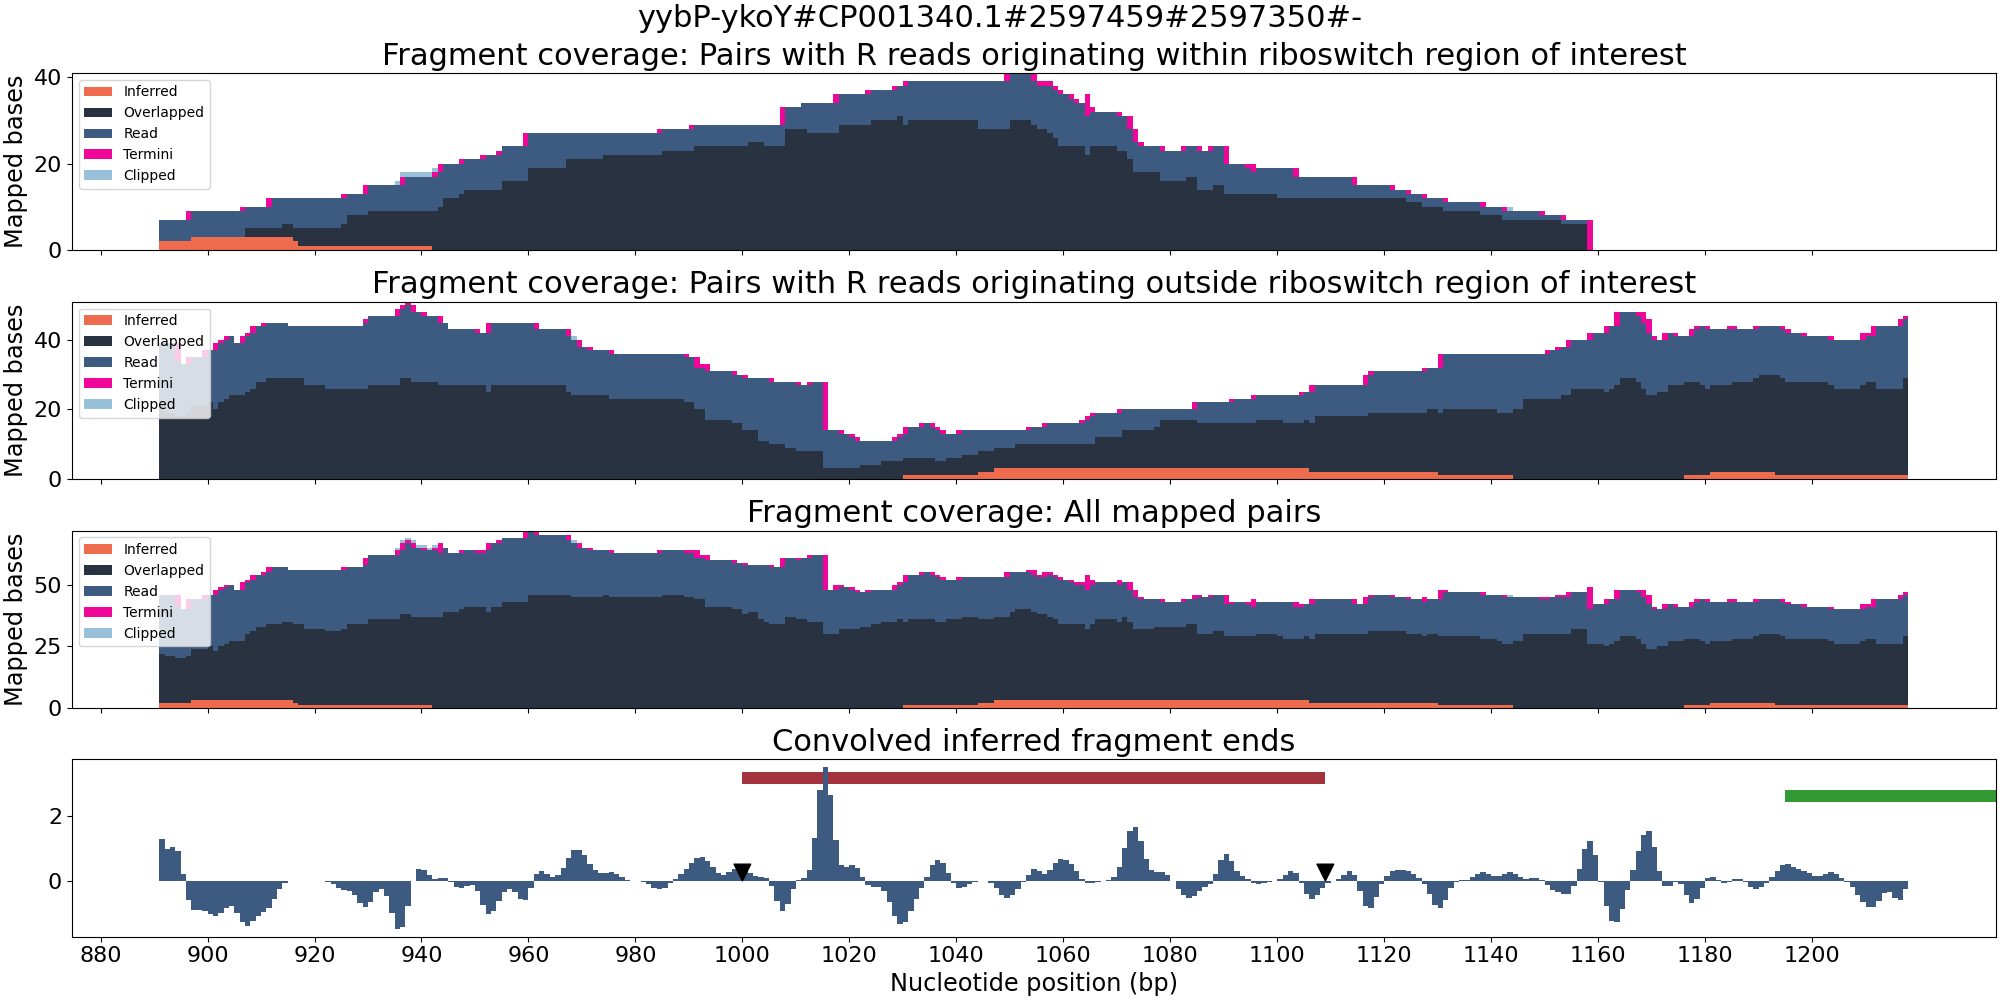 yybP-ykoY#CP001340.1#2597459#2597350#-
Fragment coverage: Pairs with R reads originating within riboswitch region of interest
Mapped bases
40
20
0
Inferred
Overlapped
Read
Termini
Clipped
Fragment coverage: Pairs with R reads originating outside riboswitch region of interest
Mapped bases
40
20
0
Inferred
Overlapped
Read
Termini
Clipped
Fragment coverage: All mapped pairs
Mapped bases
50
25
0
Inferred
Overlapped
Read
Termini
Clipped
Convolved inferred fragment ends
2
0
880 900 920 940 960 980 1000 1020 1040 1060 1080 1100 1120 1140 1160 1180 1200
Nucleotide position (bp)